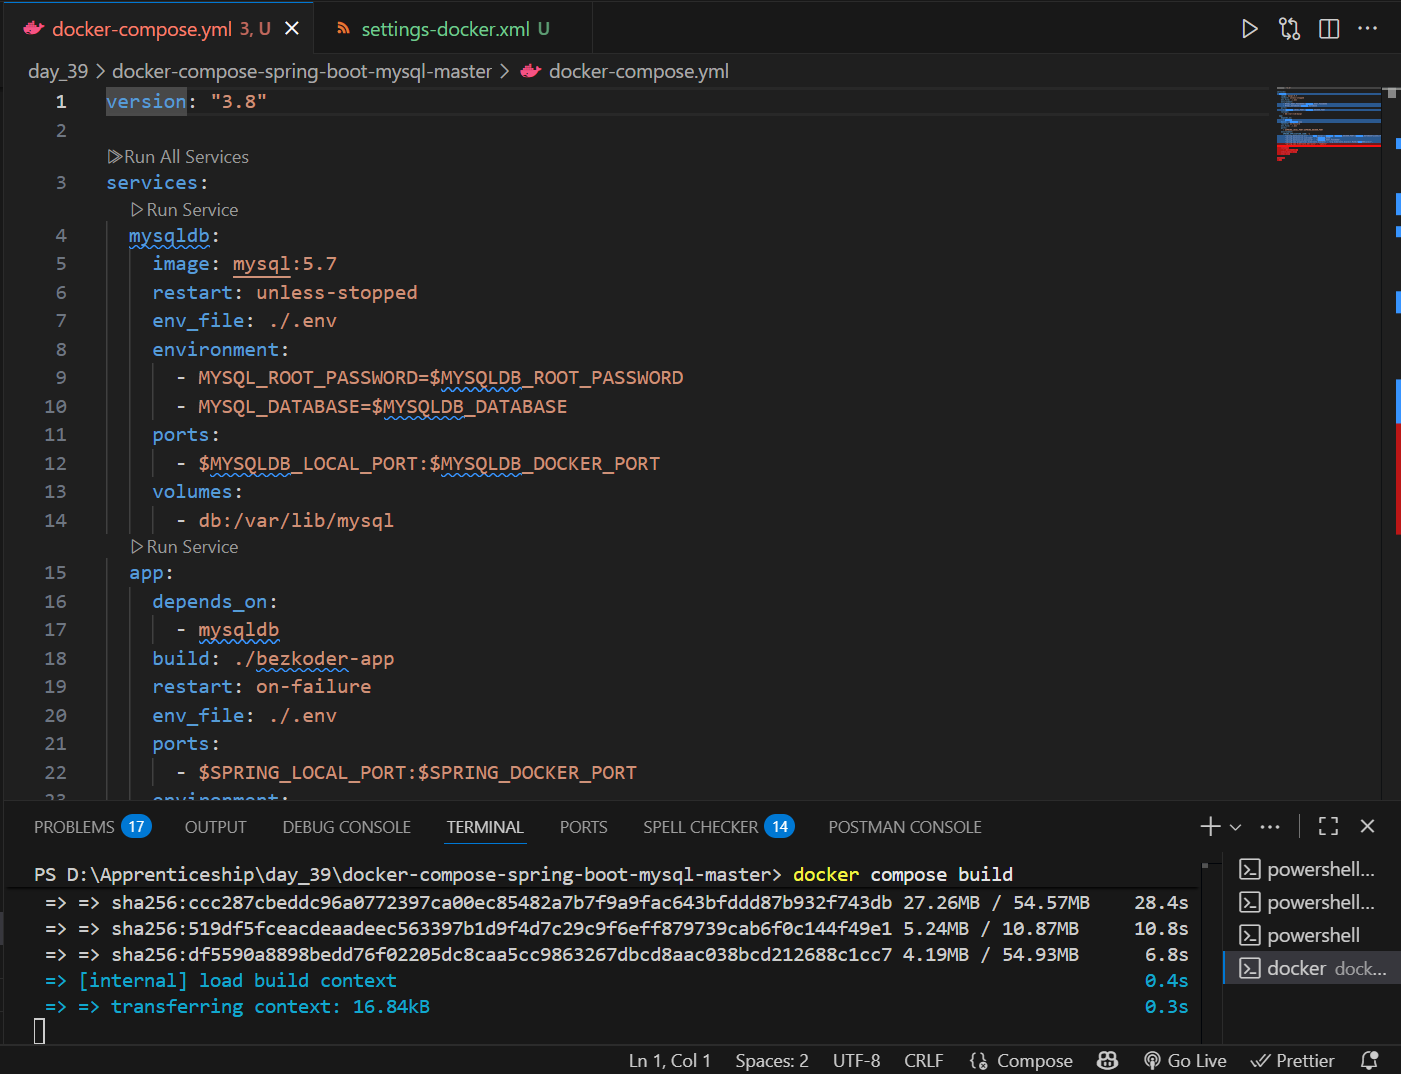 docker-compose.yml 3, U
settings-docker.xml U
day_39 > docker-compose-spring-boot-mysql-master > docker-compose.yml
1 version: "3.8"
2
Run All Services
3 services:
Run Service
4 mysqldb:
5 image: mysql:5.7
6 restart: unless-stopped
7 env_file: ./.env
8 environment:
9 - MYSQL_ROOT_PASSWORD=$MYSQLDB_ROOT_PASSWORD
10 - MYSQL_DATABASE=$MYSQLDB_DATABASE
11 ports:
12 - $MYSQLDB_LOCAL_PORT:$MYSQLDB_DOCKER_PORT
13 volumes:
14 - db:/var/lib/mysql
Run Service
15 app:
16 depends_on:
17 - mysqldb
18 build: ./bezkoder-app
19 restart: on-failure
20 env_file: ./.env
21 ports:
22 - $SPRING_LOCAL_PORT:$SPRING_DOCKER_PORT
23 environment:
PROBLEMS 17 OUTPUT DEBUG CONSOLE TERMINAL PORTS SPELL CHECKER 14 POSTMAN CONSOLE
PS D:\Apprenticeship\day_39\docker-compose-spring-boot-mysql-master> docker compose build
=> => sha256:ccc287cbeddc96a0772397ca00ec85482a7b7f9a9fac643bfddd87b932f743db 27.26MB / 54.57MB 28.4s
=> => sha256:519df5fceacdeaadeec563397b1d9f4d7c29c9f6eff879739cab6f0c144f49e1 5.24MB / 10.87MB 10.8s
=> => sha256:df5590a8898bedd76f02205dc8caa5cc9863267dbcd8aac038bcd212688c1cc7 4.19MB / 54.93MB 6.8s
=> [internal] load build context 0.4s
=> => transferring context: 16.84kB 0.3s
powershell...
powershell...
powershell
docker dock...
Ln 1, Col 1 Spaces: 2 UTF-8 CRLF Compose Go Live Prettier